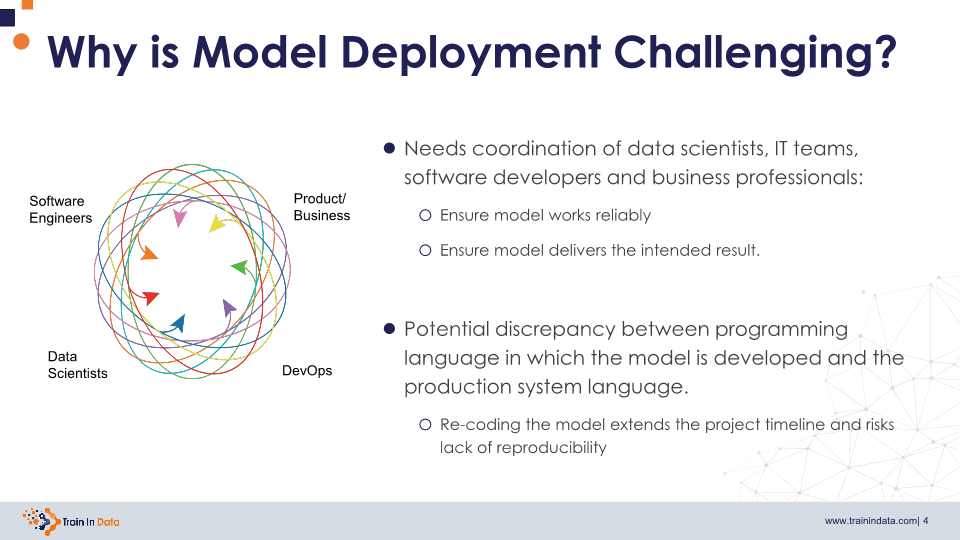 Why is Model Deployment Challenging?
Software
Engineers
Product/
Business
Data
Scientists
DevOps
● Needs coordination of data scientists, IT teams,
software developers and business professionals:
○ Ensure model works reliably
○ Ensure model delivers the intended result.
● Potential discrepancy between programming
language in which the model is developed and the
production system language.
○ Re-coding the model extends the project timeline and risks
lack of reproducibility
Train In Data
www.trainindata.com| 4